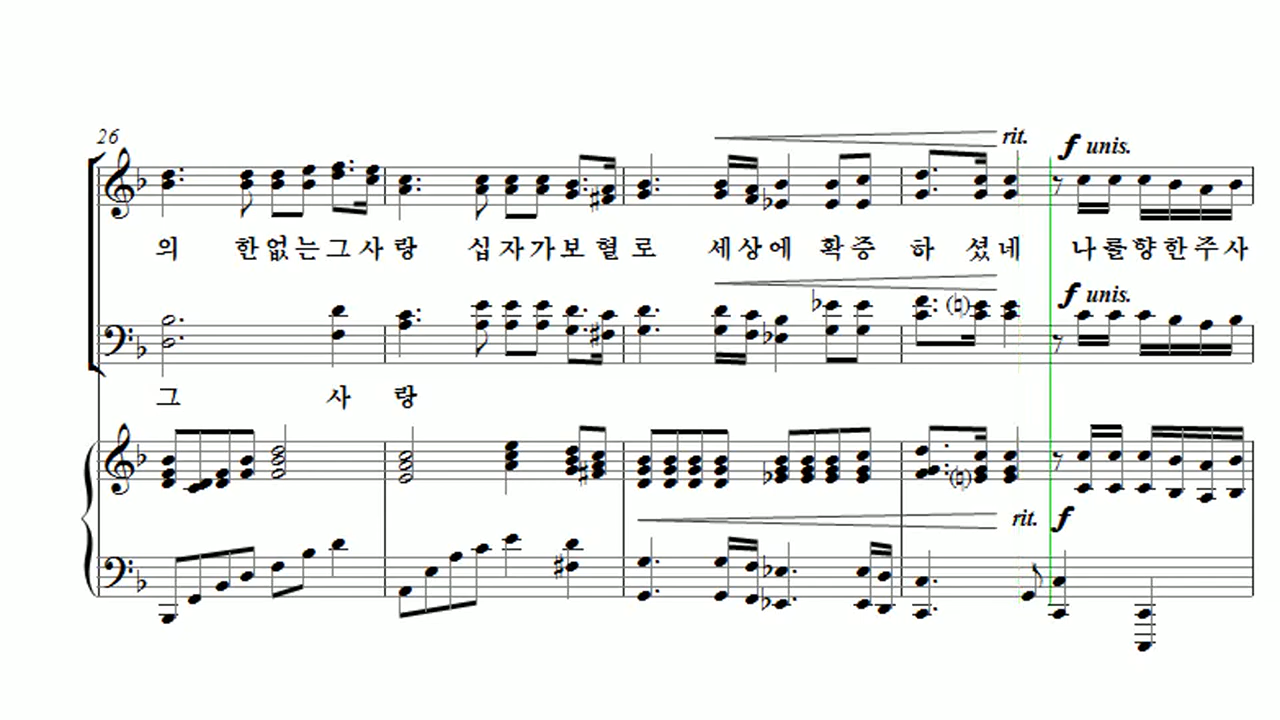 26
rit.
f unis.
의 한없는그사랑 십자가보혈로 세상에 확증하셨네 나를향한주사
f unis.
그 사랑
rit. f